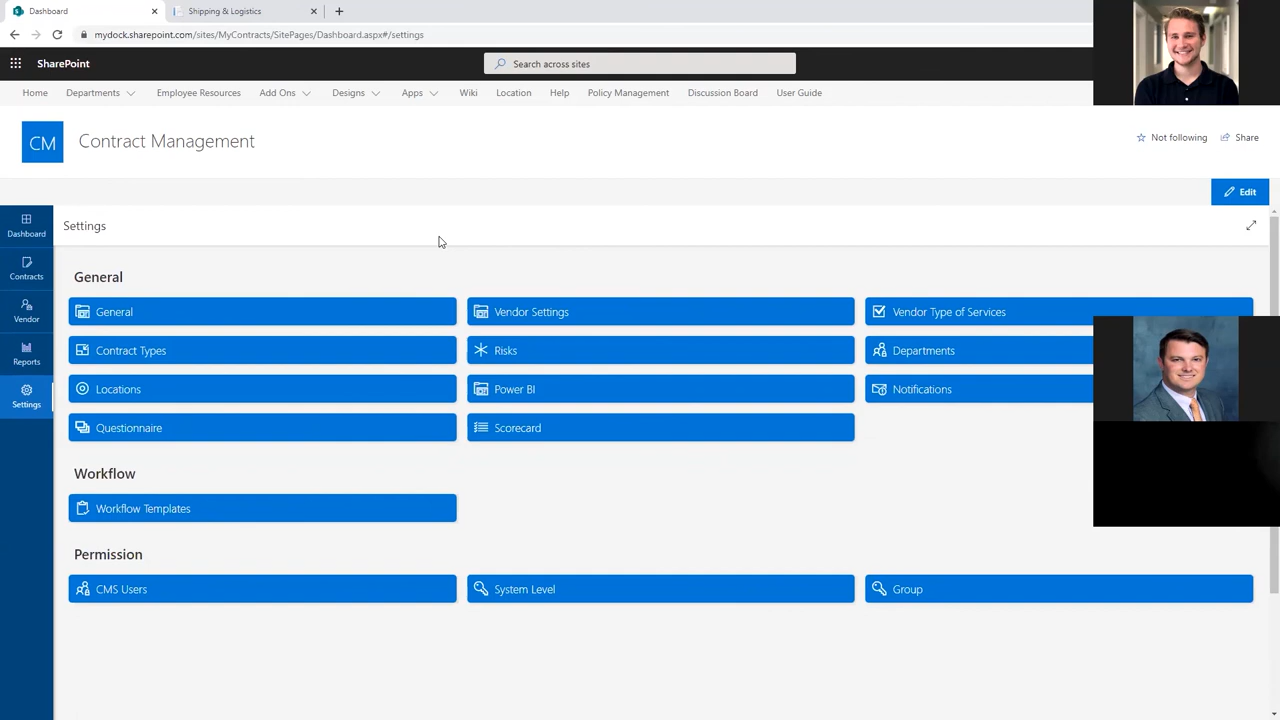 Dashboard
Shipping & Logistics
mydock.sharepoint.com/sites/MyContracts/SitePages/Dashboard.aspx#/settings
SharePoint
Search across sites
Home Departments Employee Resources Add Ons Designs Apps Wiki Location Help Policy Management Discussion Board User Guide
CM Contract Management
Not following Share
Edit
Dashboard
Contracts
Vendor
Reports
Settings
Settings
General
General Vendor Settings Vendor Type of Services
Contract Types Risks Departments
Locations Power BI Notifications
Questionnaire Scorecard
Workflow
Workflow Templates
Permission
CMS Users System Level Group